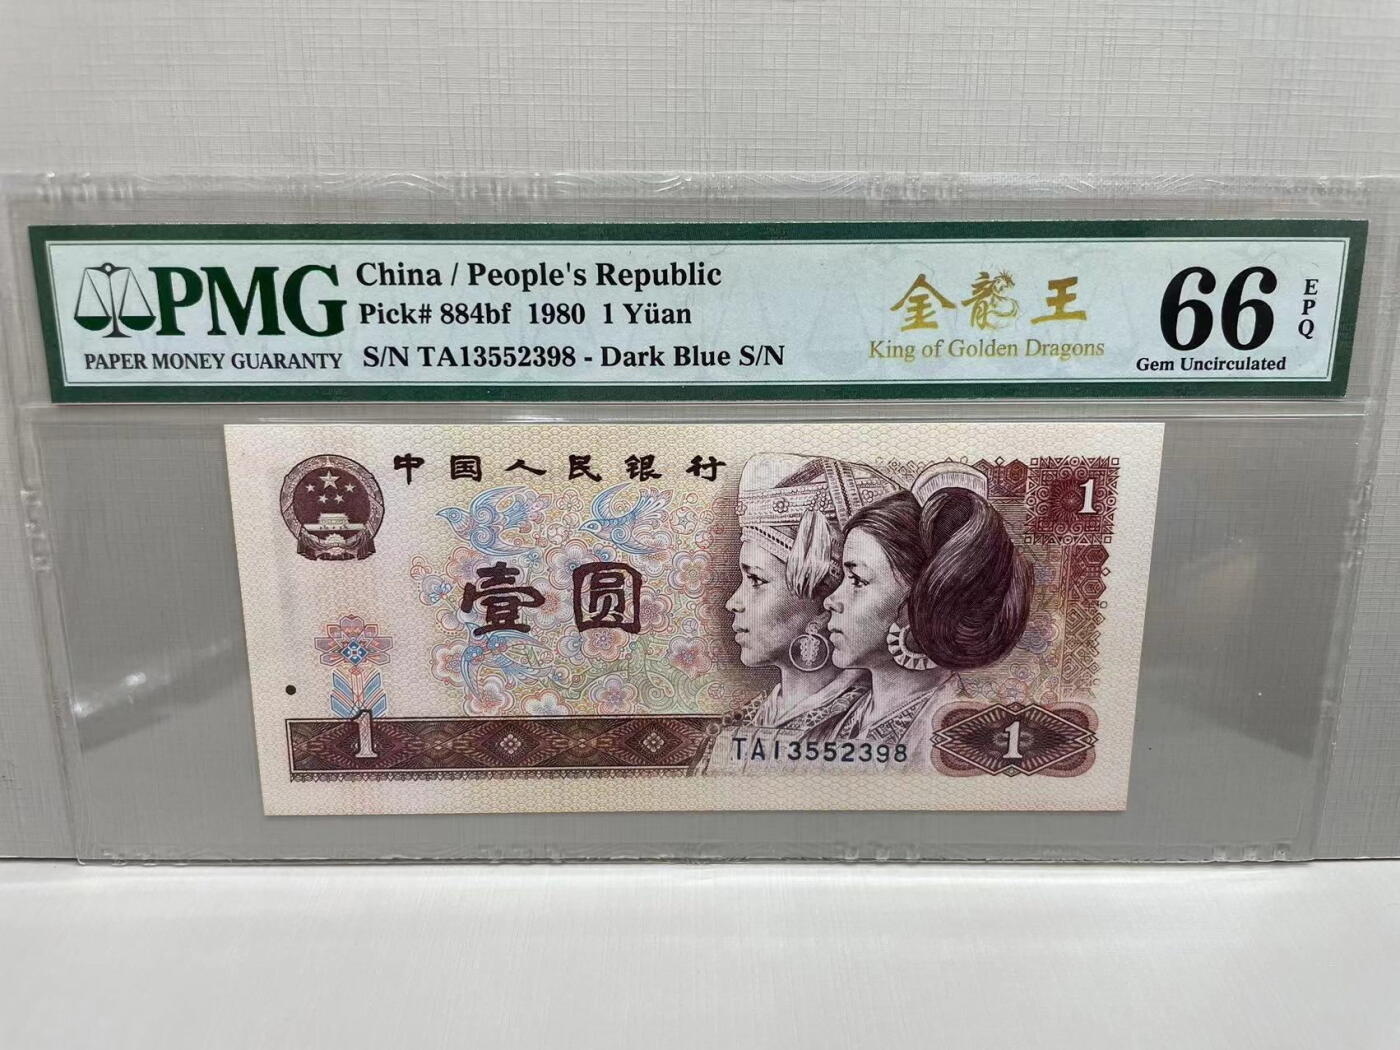 PMG
PAPER MONEY GUARANTY
China / People's Republic
Pick# 884bf 1980 1 Yüan
S/N TA13552398 - Dark Blue S/N
金龍王
King of Golden Dragons
66
EPQ
Gem Uncirculated
中国人民银行
1
壹圆
1
TA13552398
1